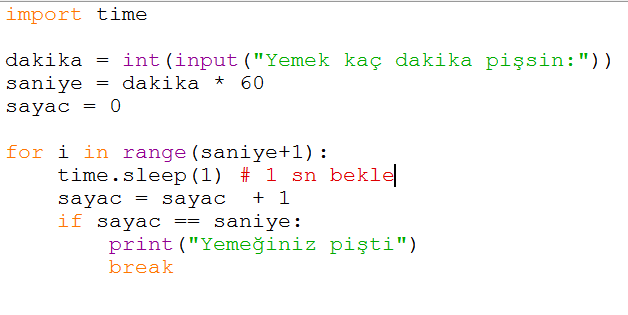 import time
dakika = int(input("Yemek kaç dakika pişsin:"))
saniye = dakika * 60
sayac = 0
for i in range(saniye+1):
time.sleep(1) # 1 sn bekle
sayac = sayac  + 1
if sayac == saniye:
print("Yemeğiniz pişti")
break